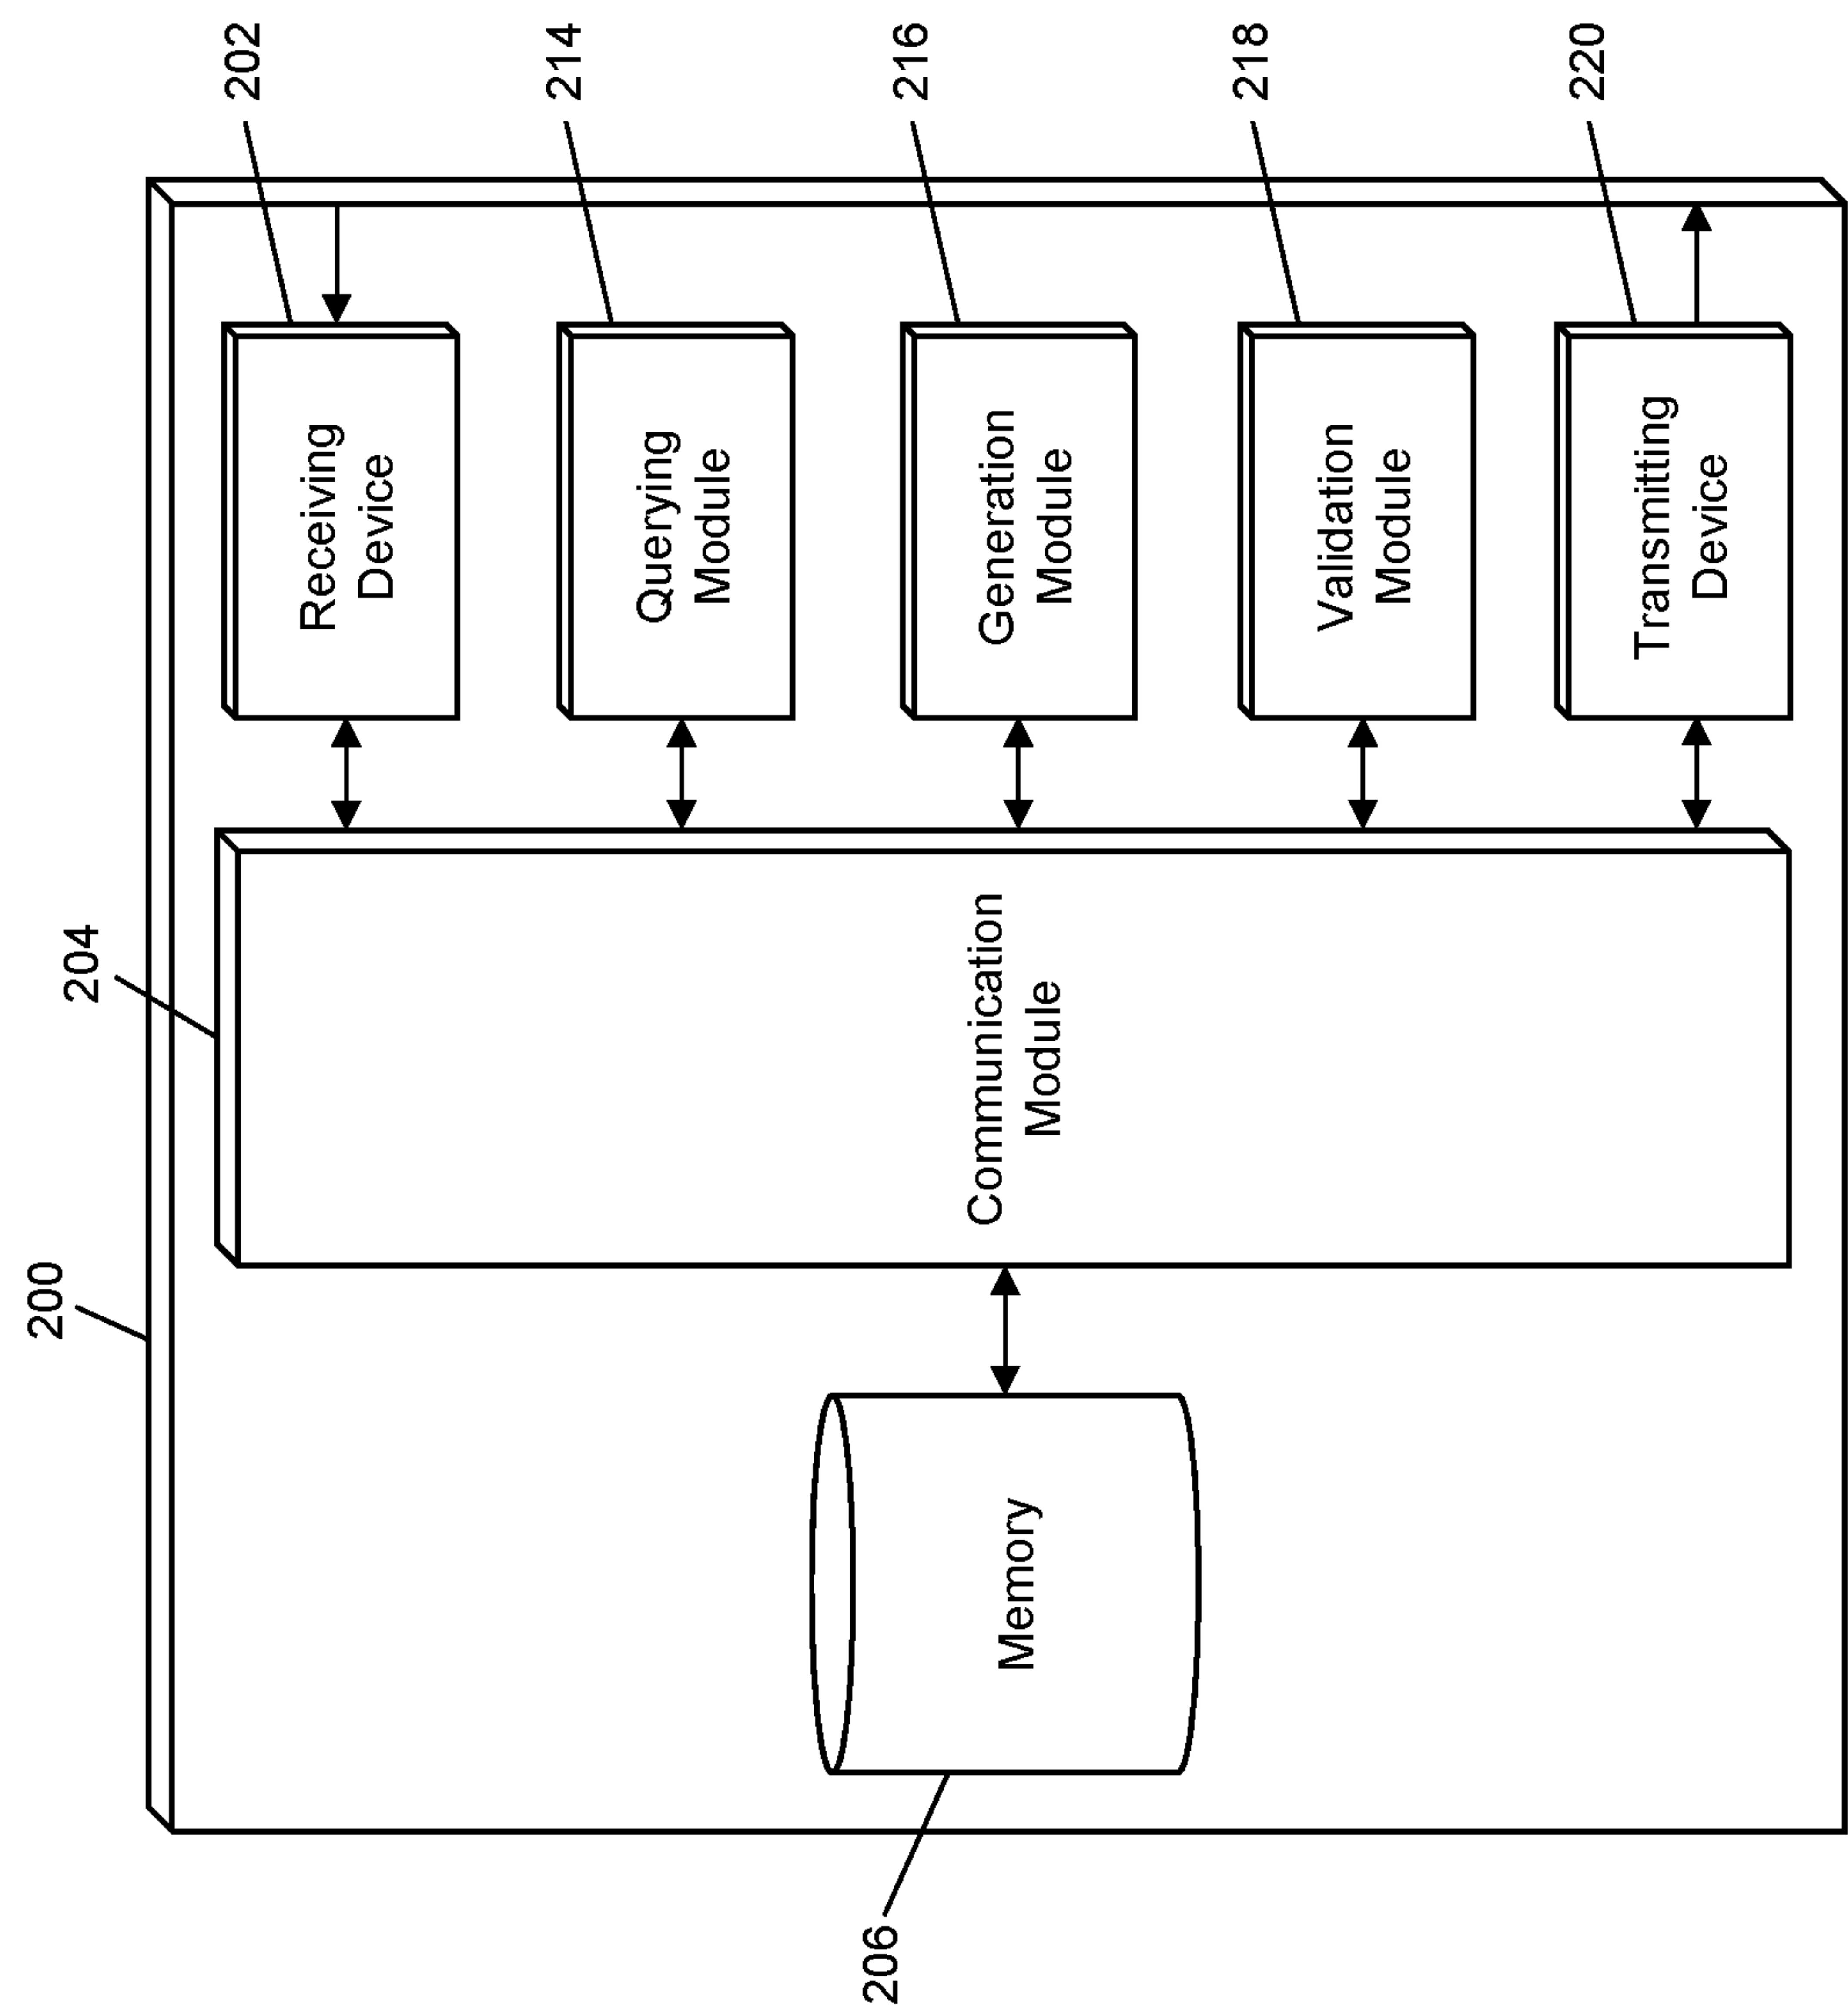 200
204
202
Receiving
Device
214
Querying
Module
206
Memory
Communication
Module
216
Generation
Module
218
Validation
Module
220
Transmitting
Device